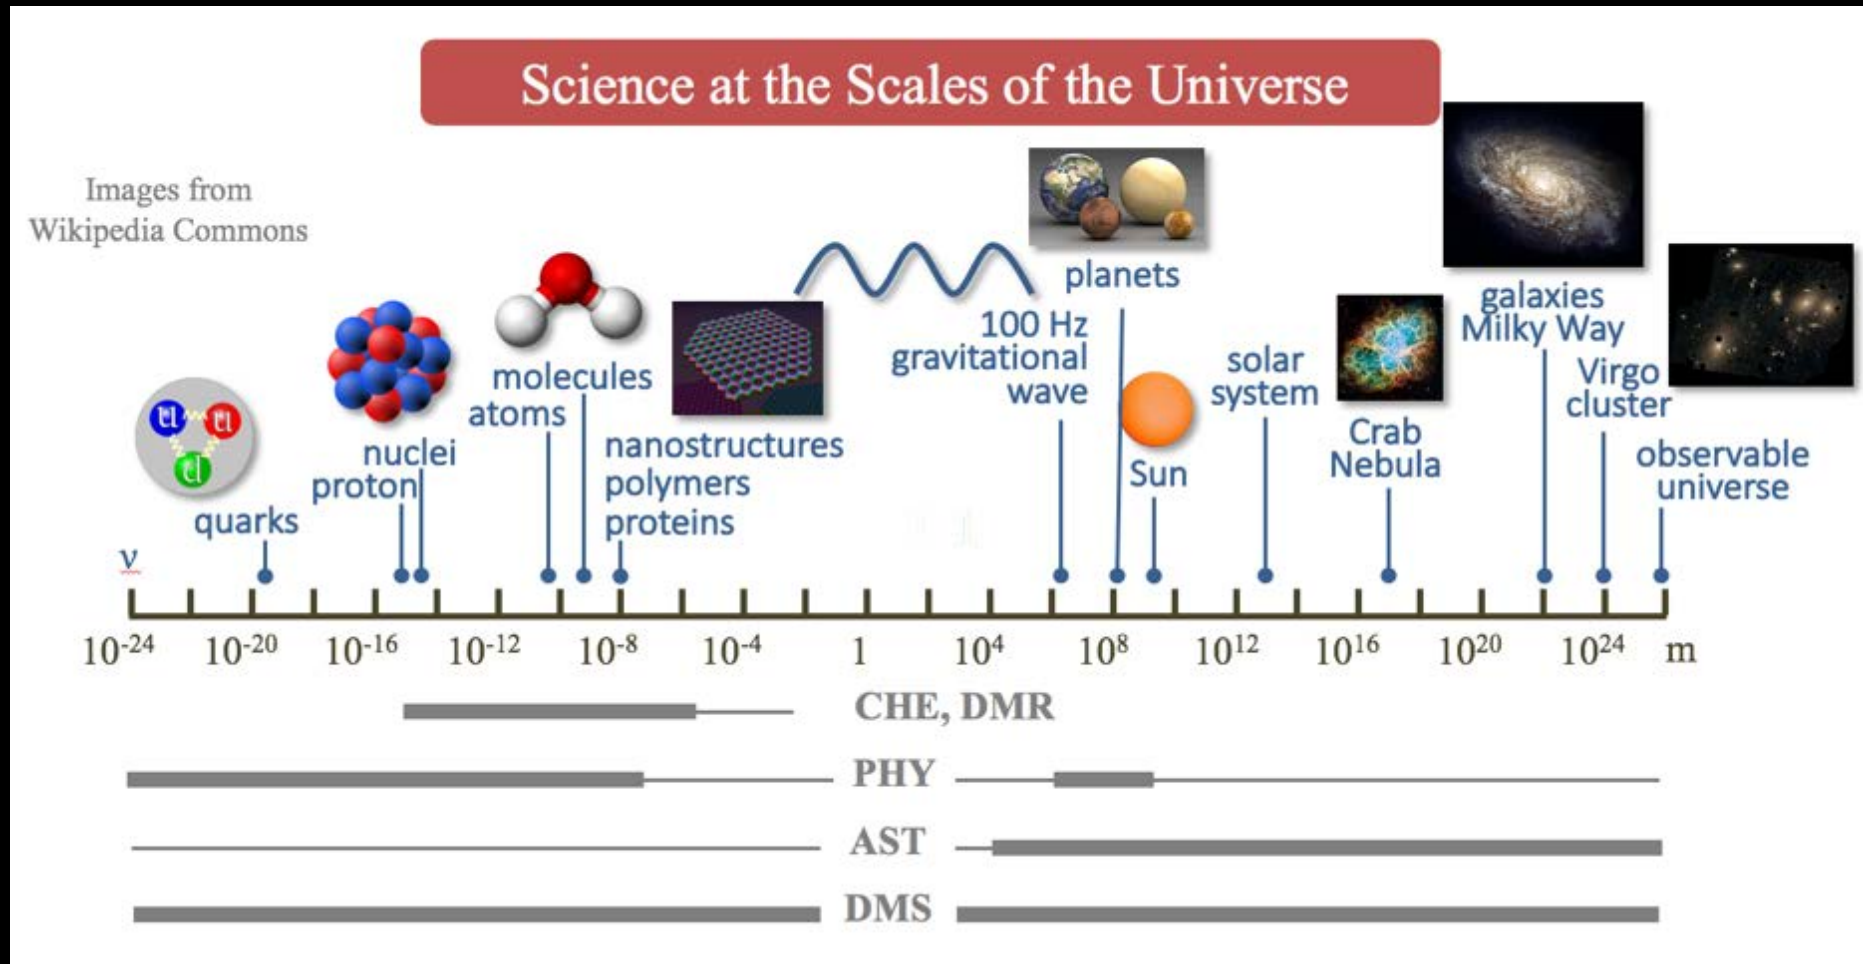 Science at the Scales of the Universe
Images from
Wikipedia Commons
planets
100 Hz
gravitational
wave
galaxies
Milky Way
solar
system
Virgo
cluster
molecules
atoms
u u
d
nuclei
proton
nanostructures
polymers
proteins
Sun
Crab
Nebula
observable
universe
quarks
ν
10⁻²⁴ 10⁻²⁰ 10⁻¹⁶ 10⁻¹² 10⁻⁸ 10⁻⁴ 1 10⁴ 10⁸ 10¹² 10¹⁶ 10²⁰ 10²⁴ m
CHE, DMR
PHY
AST
DMS